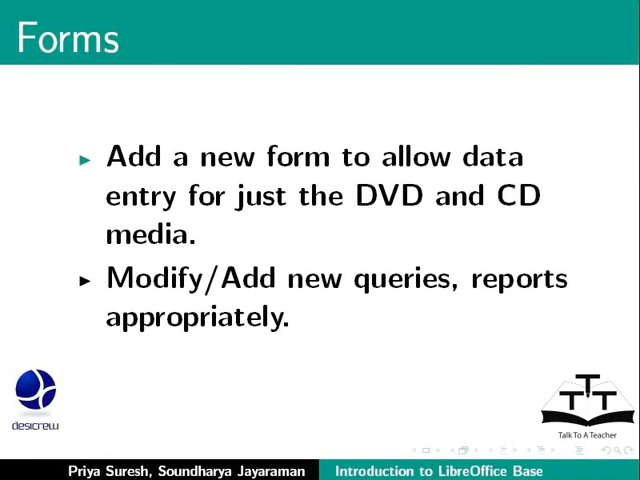 Forms
Add a new form to allow data
entry for just the DVD and CD
media.
Modify/Add new queries, reports
appropriately.
desicrew
TTT
Talk To A Teacher
Priya Suresh, Soundharya Jayaraman
Introduction to LibreOffice Base